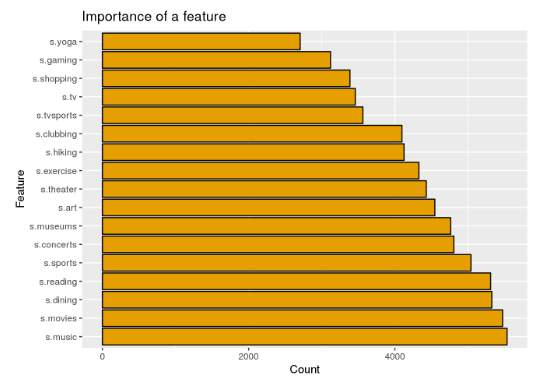 Importance of a feature
s.yoga
s.gaming
s.shopping
s.tv
s.tvsports
s.clubbing
s.hiking
s.exercise
s.theater
s.art
s.museums
s.concerts
s.sports
s.reading
s.dining
s.movies
s.music
Feature
0 2000 4000
Count